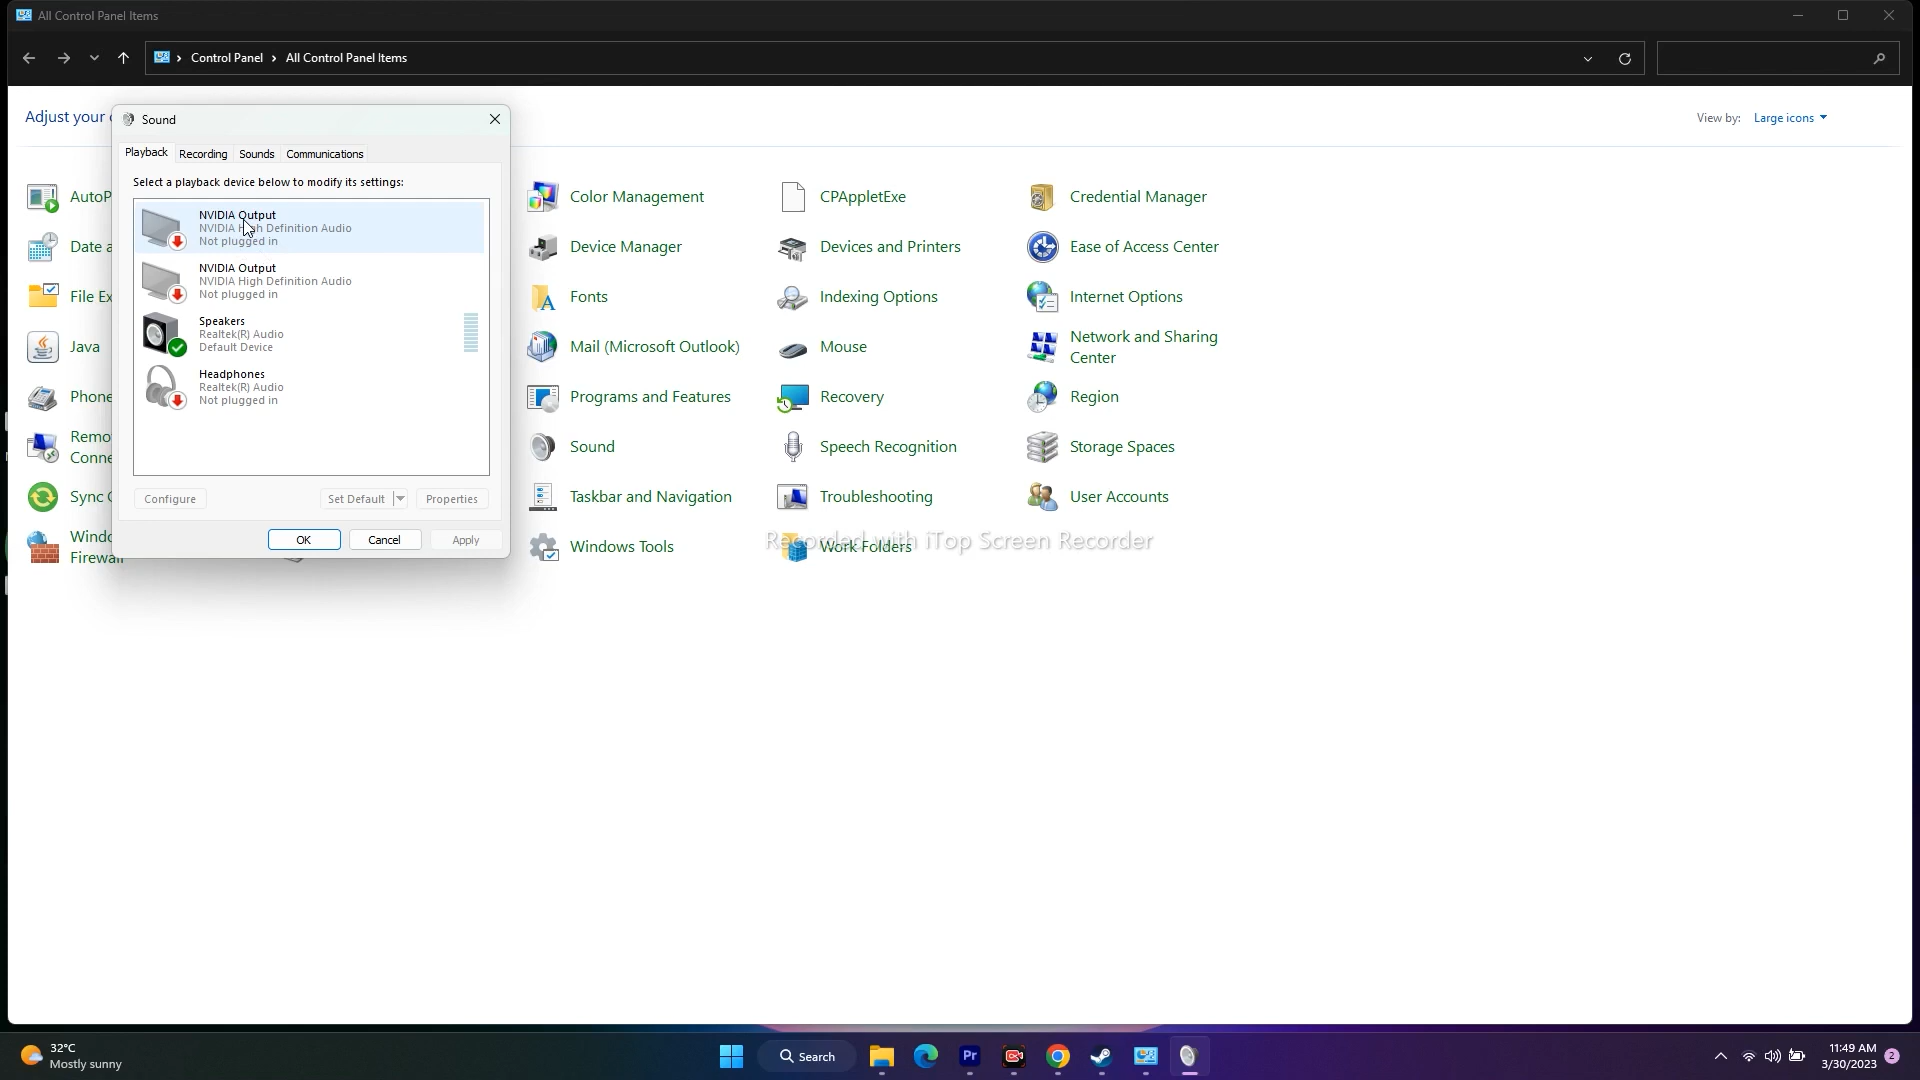 All Control Panel Items
Control Panel > All Control Panel Items
Adjust your
View by: Large icons
Sound
Playback Recording Sounds Communications
Select a playback device below to modify its settings:
NVIDIA Output
NVIDIA High Definition Audio
Not plugged in
NVIDIA Output
NVIDIA High Definition Audio
Not plugged in
Speakers
Realtek(R) Audio
Default Device
Headphones
Realtek(R) Audio
Not plugged in
Configure Set Default Properties
OK Cancel Apply
AutoP
Color Management CPAppletExe Credential Manager
Date a
Device Manager Devices and Printers Ease of Access Center
File Ex
Fonts Indexing Options Internet Options
Java
Mail (Microsoft Outlook) Mouse Network and Sharing
Center
Phone
Programs and Features Recovery Region
Remo
Conne
Sound Speech Recognition Storage Spaces
Sync C
Taskbar and Navigation Troubleshooting User Accounts
Windo
Firewall
Windows Tools Work Folders
Recorded with iTop Screen Recorder
32°C
Mostly sunny
Search
Pr
11:49 AM
3/30/2023
2